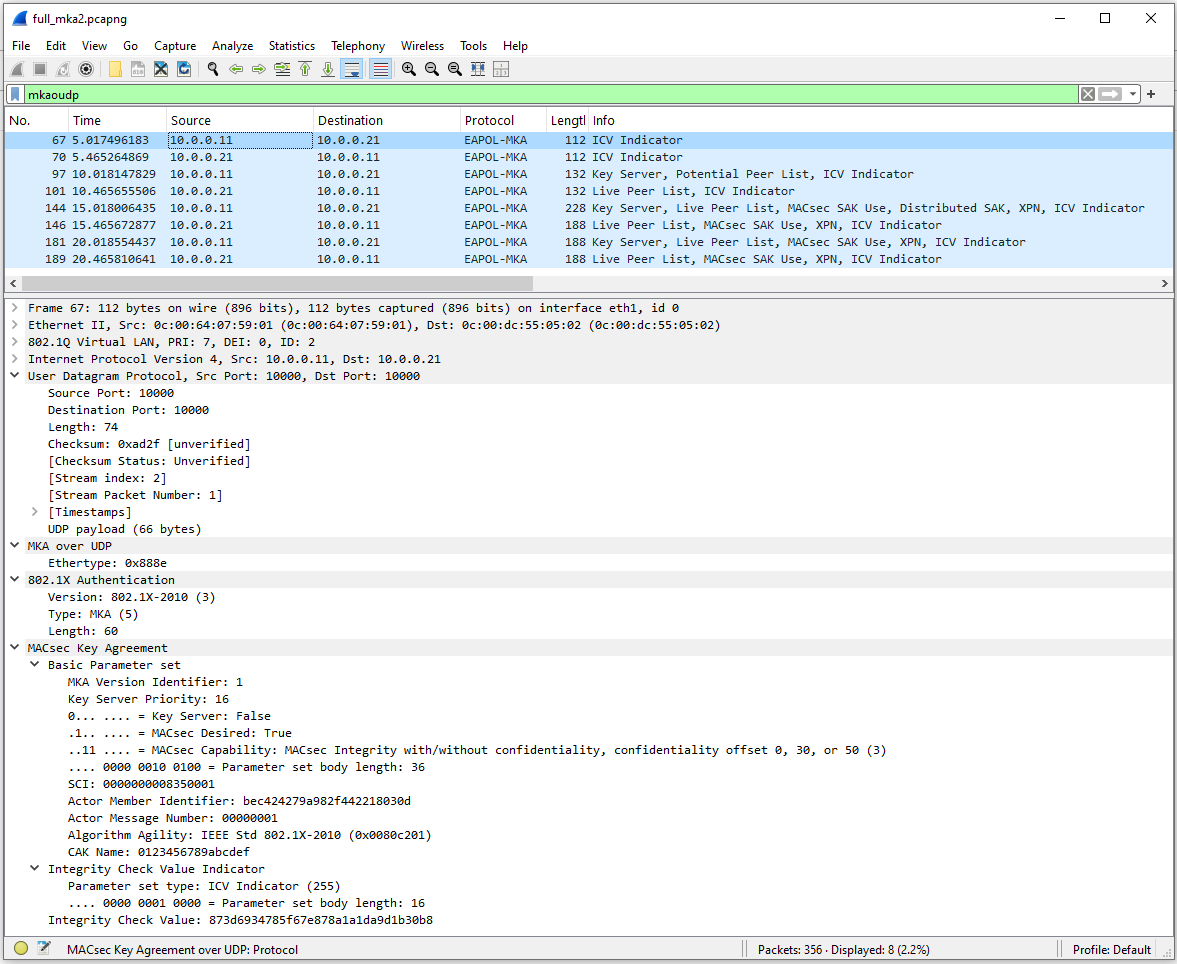 full_mka2.pcapng
File Edit View Go Capture Analyze Statistics Telephony Wireless Tools Help
mkaoudp
No. Time Source Destination Protocol Lengtl Info
67 5.017496183 10.0.0.11 10.0.0.21 EAPOL-MKA 112 ICV Indicator
70 5.465264869 10.0.0.21 10.0.0.11 EAPOL-MKA 112 ICV Indicator
97 10.018147829 10.0.0.11 10.0.0.21 EAPOL-MKA 132 Key Server, Potential Peer List, ICV Indicator
101 10.465655506 10.0.0.21 10.0.0.11 EAPOL-MKA 132 Live Peer List, ICV Indicator
144 15.018006435 10.0.0.11 10.0.0.21 EAPOL-MKA 228 Key Server, Live Peer List, MACsec SAK Use, Distributed SAK, XPN, ICV Indicator
146 15.465672877 10.0.0.21 10.0.0.11 EAPOL-MKA 188 Live Peer List, MACsec SAK Use, XPN, ICV Indicator
181 20.018554437 10.0.0.11 10.0.0.21 EAPOL-MKA 188 Key Server, Live Peer List, MACsec SAK Use, XPN, ICV Indicator
189 20.465810641 10.0.0.21 10.0.0.11 EAPOL-MKA 188 Live Peer List, MACsec SAK Use, XPN, ICV Indicator
Frame 67: 112 bytes on wire (896 bits), 112 bytes captured (896 bits) on interface eth1, id 0
Ethernet II, Src: 0c:00:64:07:59:01 (0c:00:64:07:59:01), Dst: 0c:00:dc:55:05:02 (0c:00:dc:55:05:02)
802.1Q Virtual LAN, PRI: 7, DEI: 0, ID: 2
Internet Protocol Version 4, Src: 10.0.0.11, Dst: 10.0.0.21
User Datagram Protocol, Src Port: 10000, Dst Port: 10000
Source Port: 10000
Destination Port: 10000
Length: 74
Checksum: 0xad2f [unverified]
[Checksum Status: Unverified]
[Stream index: 2]
[Stream Packet Number: 1]
[Timestamps]
UDP payload (66 bytes)
MKA over UDP
Ethertype: 0x888e
802.1X Authentication
Version: 802.1X-2010 (3)
Type: MKA (5)
Length: 60
MACsec Key Agreement
Basic Parameter set
MKA Version Identifier: 1
Key Server Priority: 16
0... .... = Key Server: False
.1.. .... = MACsec Desired: True
..11 .... = MACsec Capability: MACsec Integrity with/without confidentiality, confidentiality offset 0, 30, or 50 (3)
.... 0000 0010 0100 = Parameter set body length: 36
SCI: 0000000008350001
Actor Member Identifier: bec424279a982f442218030d
Actor Message Number: 00000001
Algorithm Agility: IEEE Std 802.1X-2010 (0x0080c201)
CAK Name: 0123456789abcdef
Integrity Check Value Indicator
Parameter set type: ICV Indicator (255)
.... 0000 0001 0000 = Parameter set body length: 16
Integrity Check Value: 873d6934785f67e878a1a1da9d1b30b8
MACsec Key Agreement over UDP: Protocol Packets: 356 · Displayed: 8 (2.2%) Profile: Default